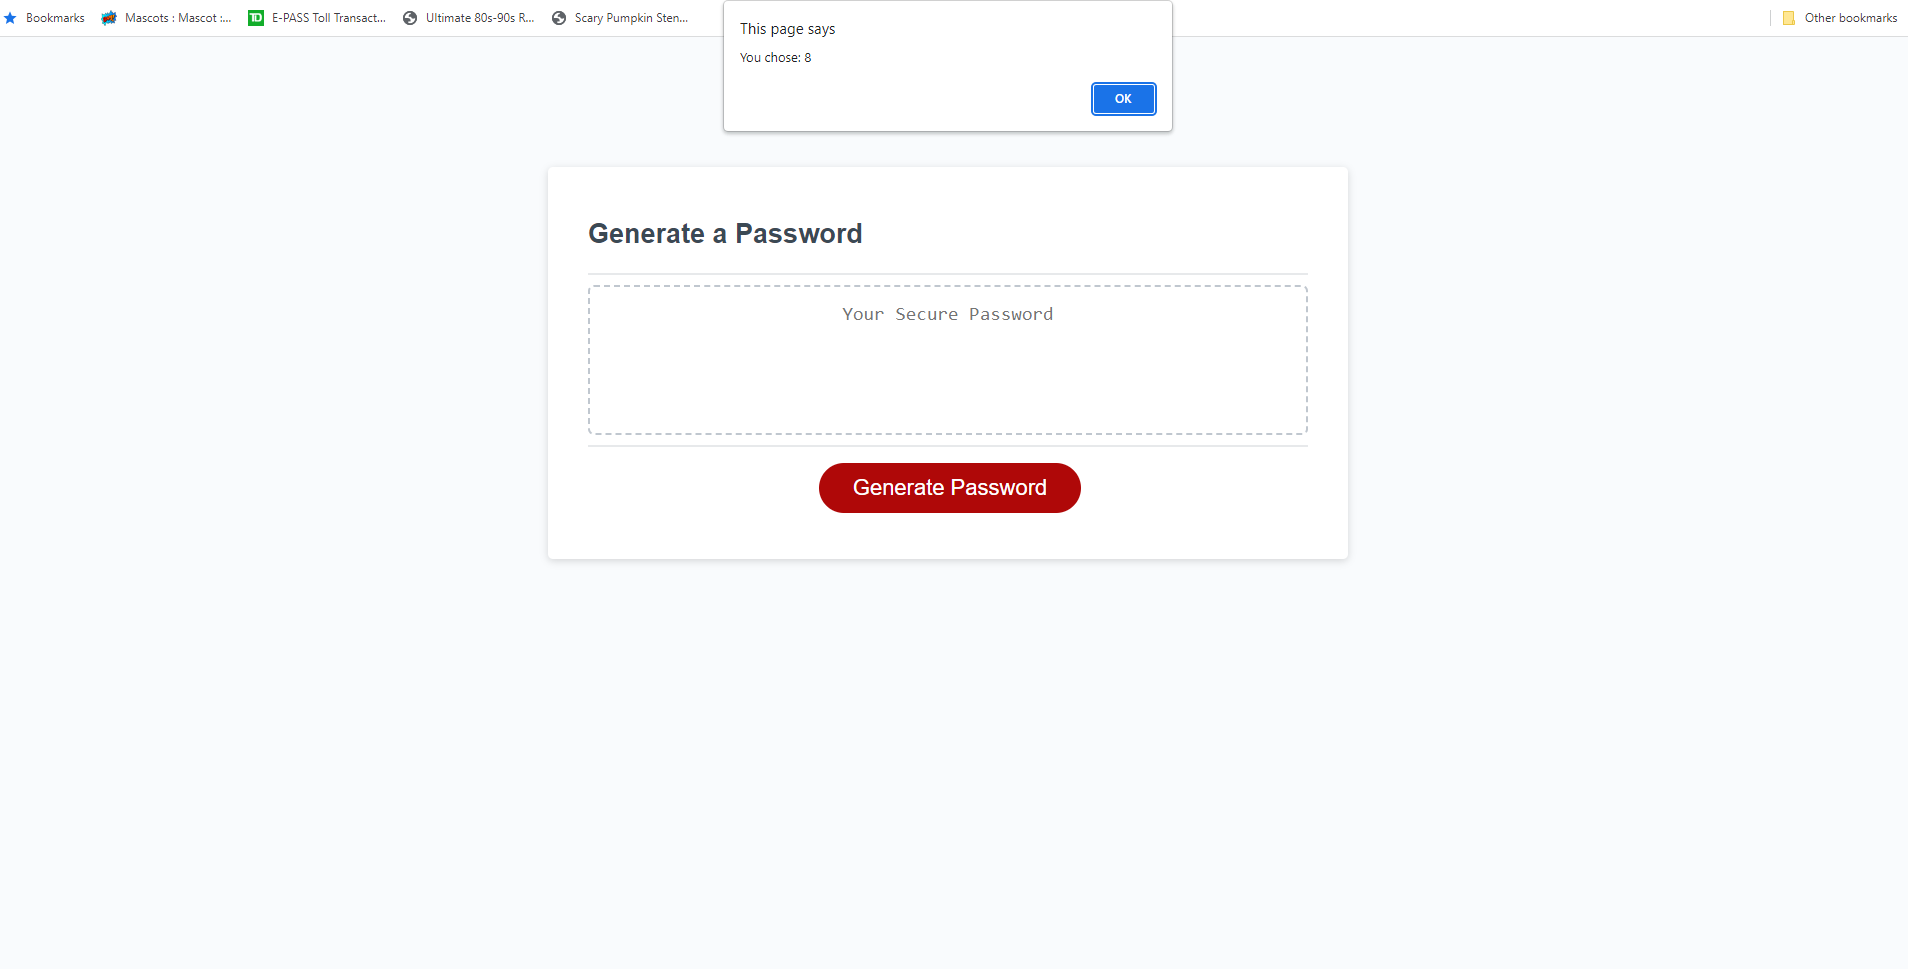 Bookmarks
Mascots : Mascot :...
E-PASS Toll Transact...
Ultimate 80s-90s R...
Scary Pumpkin Sten...
Other bookmarks
This page says
You chose: 8
OK
Generate a Password
Your Secure Password
Generate Password